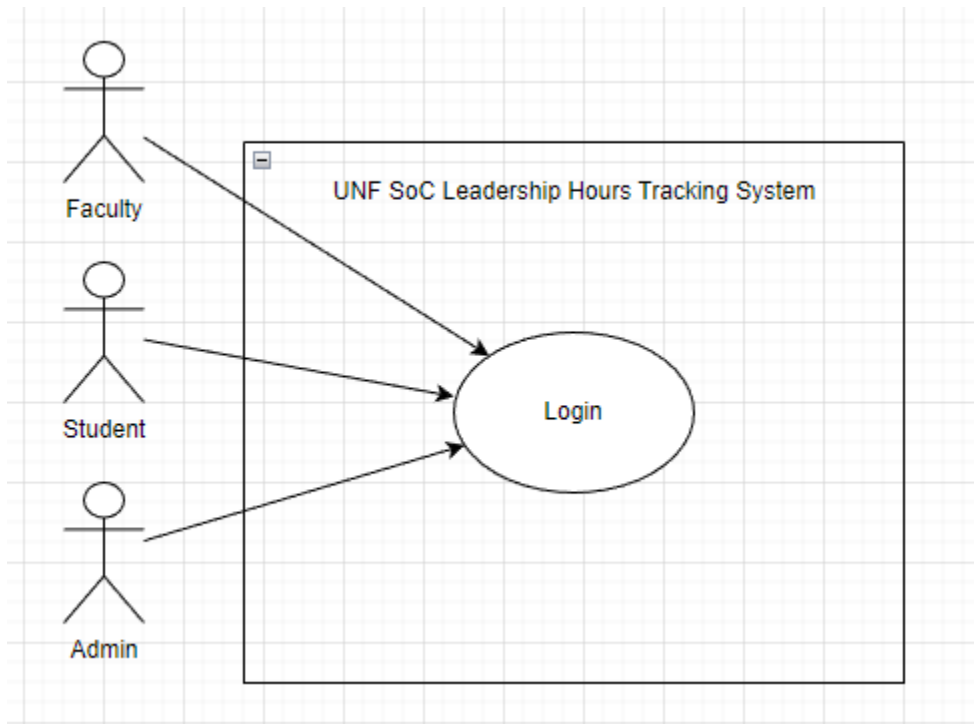 Faculty
UNF SoC Leadership Hours Tracking System
Student
Login
Admin